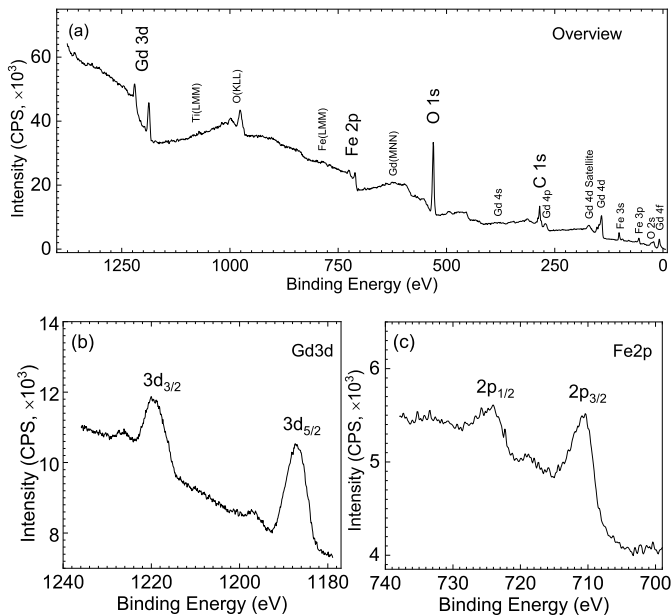 (a)
Overview
Intensity (CPS, ×10³)
60
40
20
0
Gd 3d
Ti(LMM)
O(KLL)
Fe(LMM)
Fe 2p
Gd(MNN)
O 1s
Gd 4s
C 1s
Gd 4p
Gd 4d Satellite
Gd 4d
Fe 3s
Fe 3p
O 2s
Gd 4f
1250 1000 750 500 250 0
Binding Energy (eV)
(b)
Gd3d
Intensity (CPS, ×10³)
14
12
10
8
3d3/2
3d5/2
1240 1220 1200 1180
Binding Energy (eV)
(c)
Fe2p
Intensity (CPS, ×10³)
6
5
4
2p1/2
2p3/2
740 730 720 710 700
Binding Energy (eV)